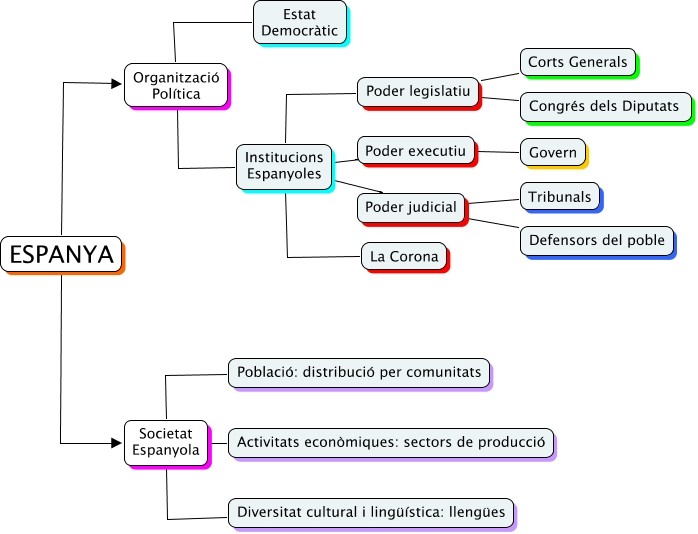 Estat
Democràtic
Organització
Política
Corts Generals
Poder legislatiu
Congrés dels Diputats
Institucions
Espanyoles
Poder executiu
Govern
Tribunals
Poder judicial
Defensors del poble
ESPANYA
La Corona
Població: distribució per comunitats
Societat
Espanyola
Activitats econòmiques: sectors de producció
Diversitat cultural i lingüística: llengües